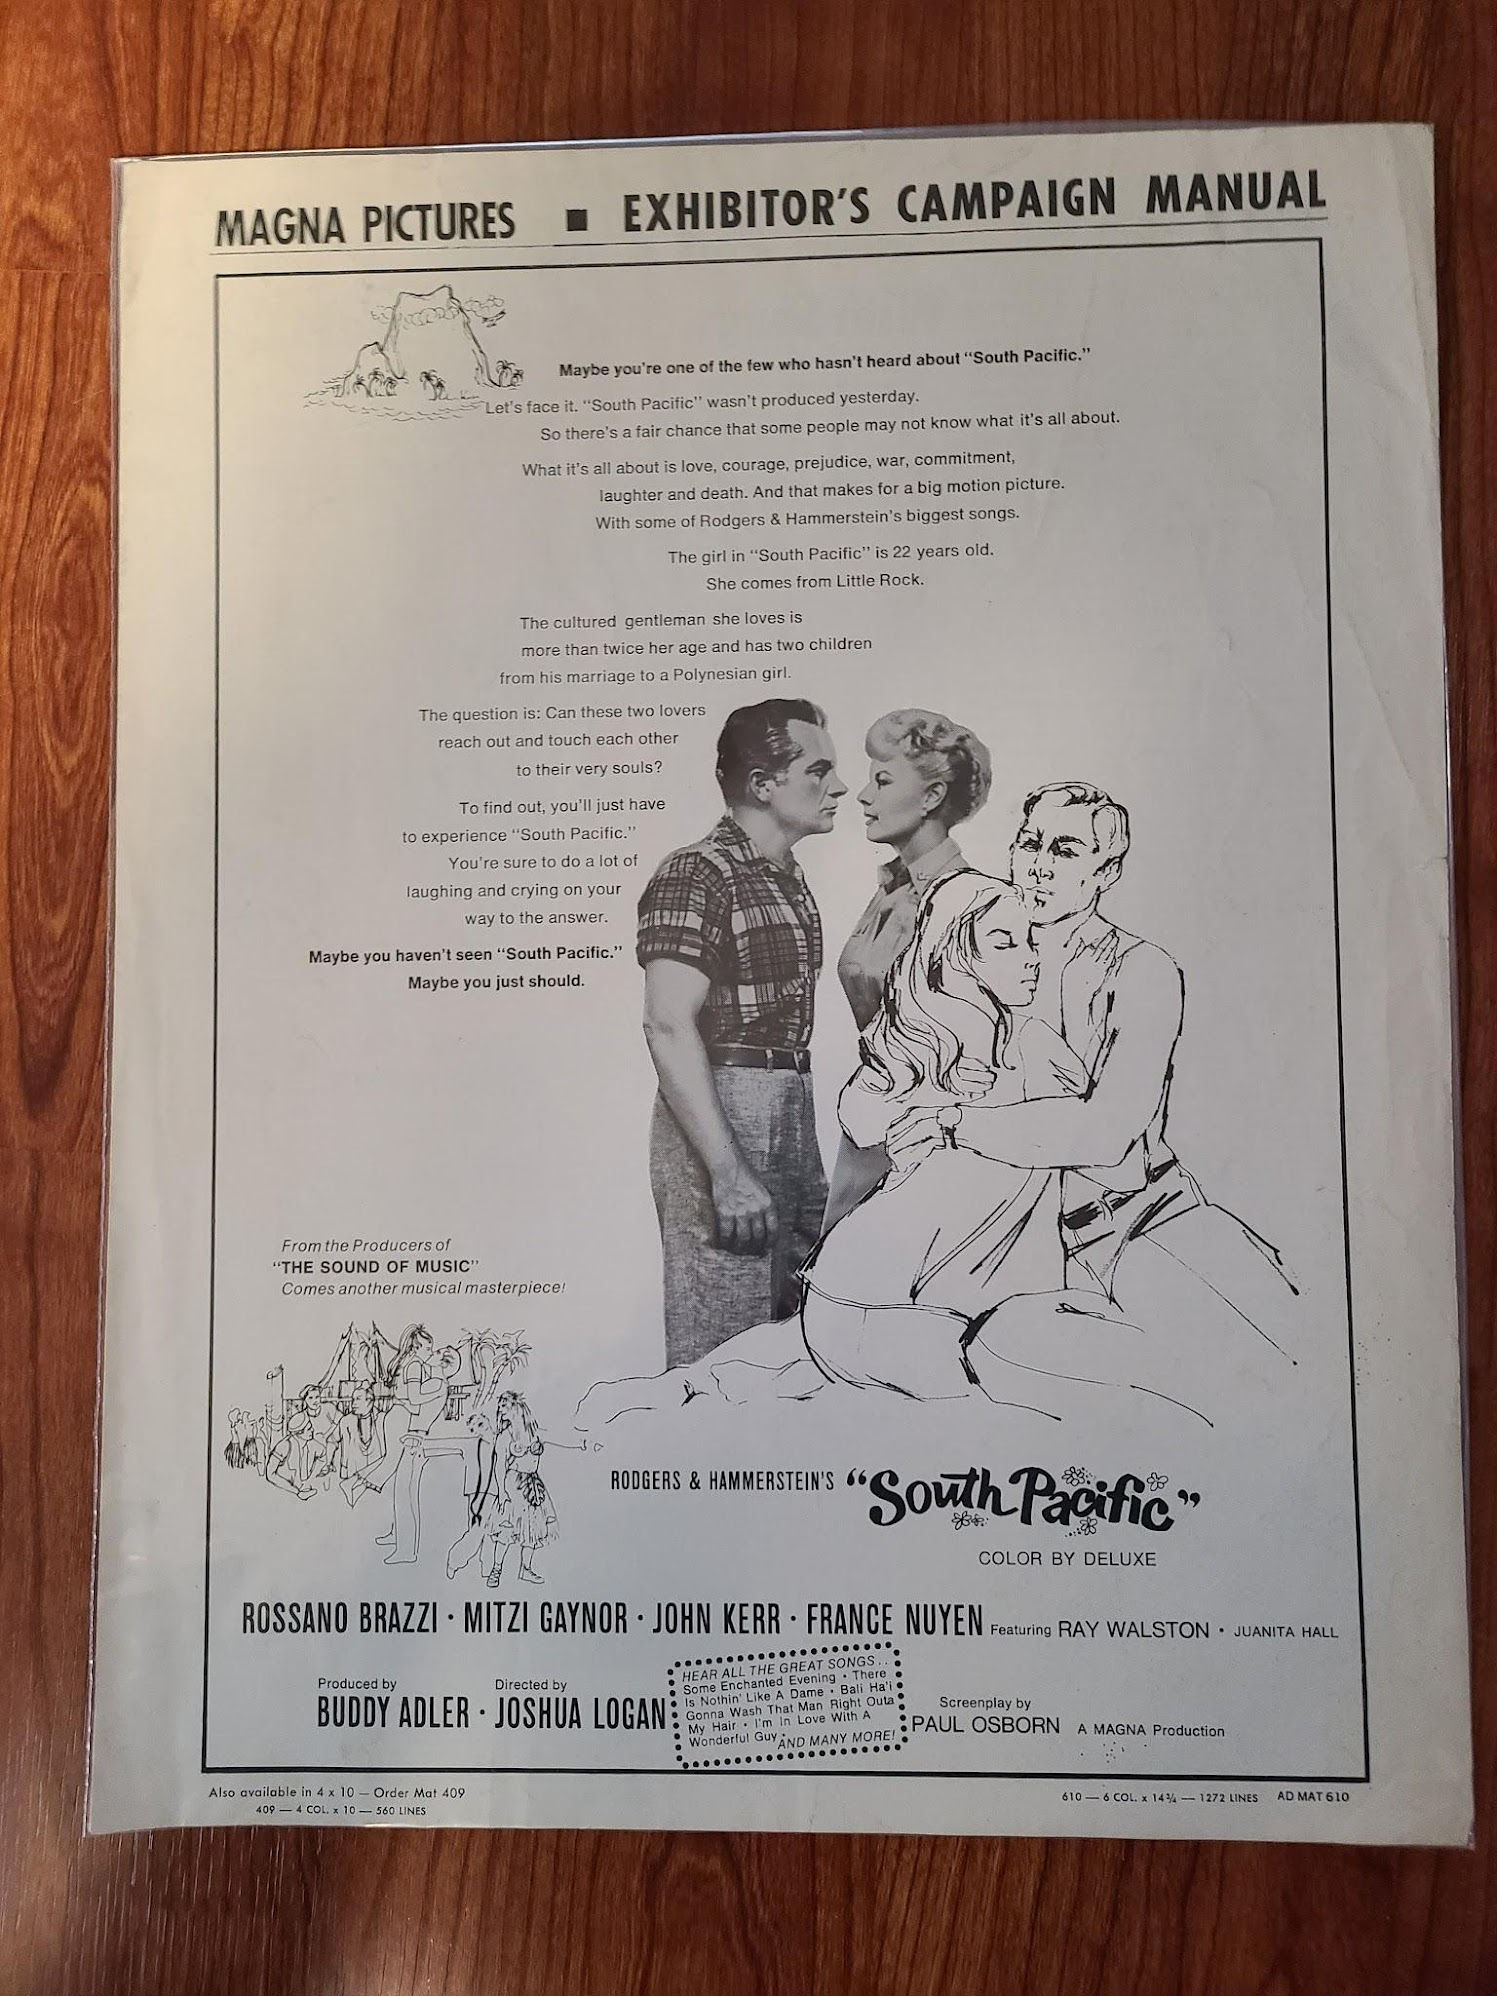 MAGNA PICTURES ■ EXHIBITOR'S CAMPAIGN MANUAL
Maybe you're one of the few who hasn't heard about "South Pacific."
Let's face it. "South Pacific" wasn't produced yesterday.
So there's a fair chance that some people may not know what it's all about.
What it's all about is love, courage, prejudice, war, commitment,
laughter and death. And that makes for a big motion picture.
With some of Rodgers & Hammerstein's biggest songs.
The girl in "South Pacific" is 22 years old.
She comes from Little Rock.
The cultured gentleman she loves is
more than twice her age and has two children
from his marriage to a Polynesian girl.
The question is: Can these two lovers
reach out and touch each other
to their very souls?
To find out, you'll just have
to experience "South Pacific."
You're sure to do a lot of
laughing and crying on your
way to the answer.
Maybe you haven't seen "South Pacific."
Maybe you just should.
From the Producers of
"THE SOUND OF MUSIC"
Comes another musical masterpiece!
RODGERS & HAMMERSTEIN'S "South Pacific"
COLOR BY DELUXE
ROSSANO BRAZZI · MITZI GAYNOR · JOHN KERR · FRANCE NUYEN Featuring RAY WALSTON · JUANITA HALL
Produced by
BUDDY ADLER ·
Directed by
JOSHUA LOGAN
HEAR ALL THE GREAT SONGS . .
Some Enchanted Evening · There
Is Nothin' Like A Dame · Bali Ha'i
Gonna Wash That Man Right Outa
My Hair · I'm In Love With A
Wonderful Guy · AND MANY MORE!
Screenplay by
PAUL OSBORN A MAGNA Production
Also available in 4 x 10 — Order Mat 409
409 — 4 COL. x 10 — 560 LINES
610 — 6 COL. x 14¾ — 1272 LINES AD MAT 610